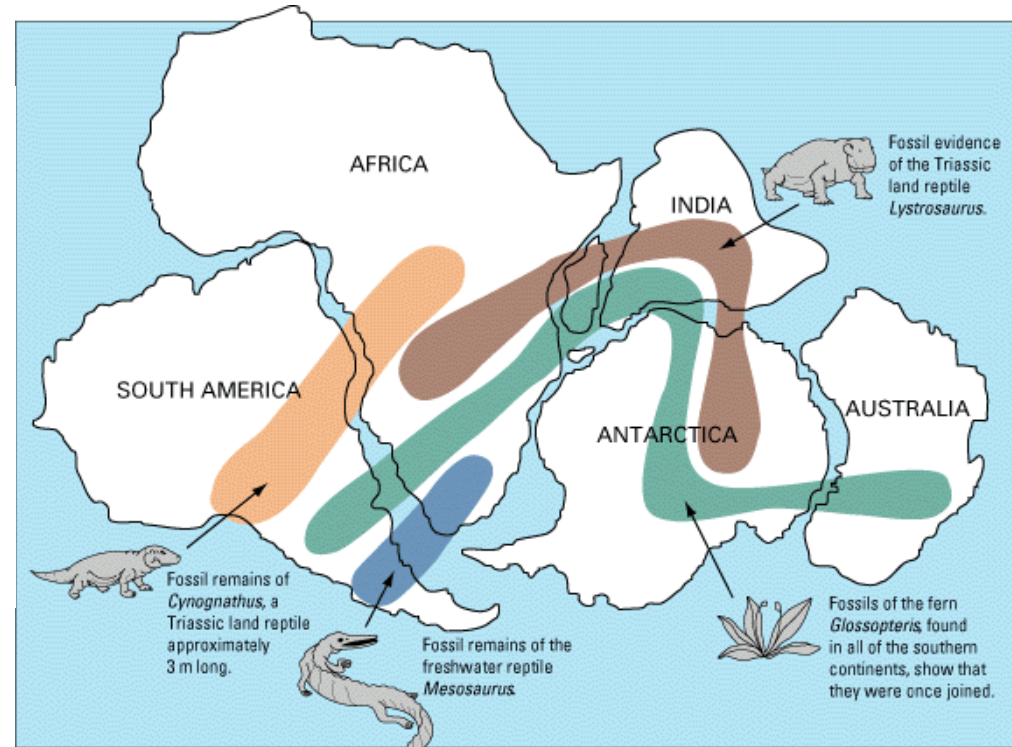 AFRICA
INDIA
Fossil evidence
of the Triassic
land reptile
Lystrosaurus.
SOUTH AMERICA
ANTARCTICA
AUSTRALIA
Fossil remains of
Cynognathus, a
Triassic land reptile
approximately
3 m long.
Fossil remains of the
freshwater reptile
Mesosaurus.
Fossils of the fern
Glossopteris, found
in all of the southern
continents, show that
they were once joined.